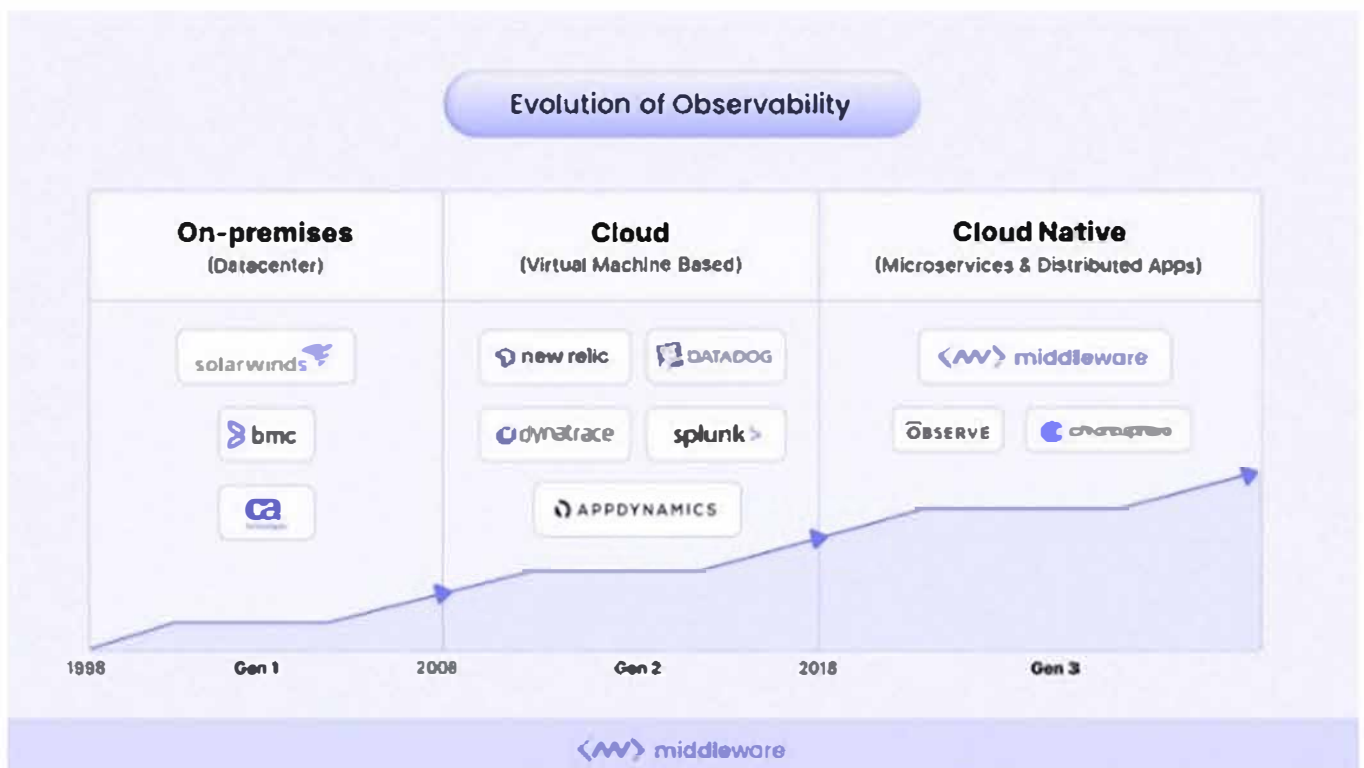 Evolution of Observability
On-premises
(Datacenter)
Cloud
(Virtual Machine Based)
Cloud Native
(Microservices & Distributed Apps)
solarwinds
new relic
DATADOG
middleware
bmc
dynatrace
splunk>
OBSERVE
ca
APPDYNAMICS
1998
Gen 1
2008
Gen 2
2018
Gen 3
middleware